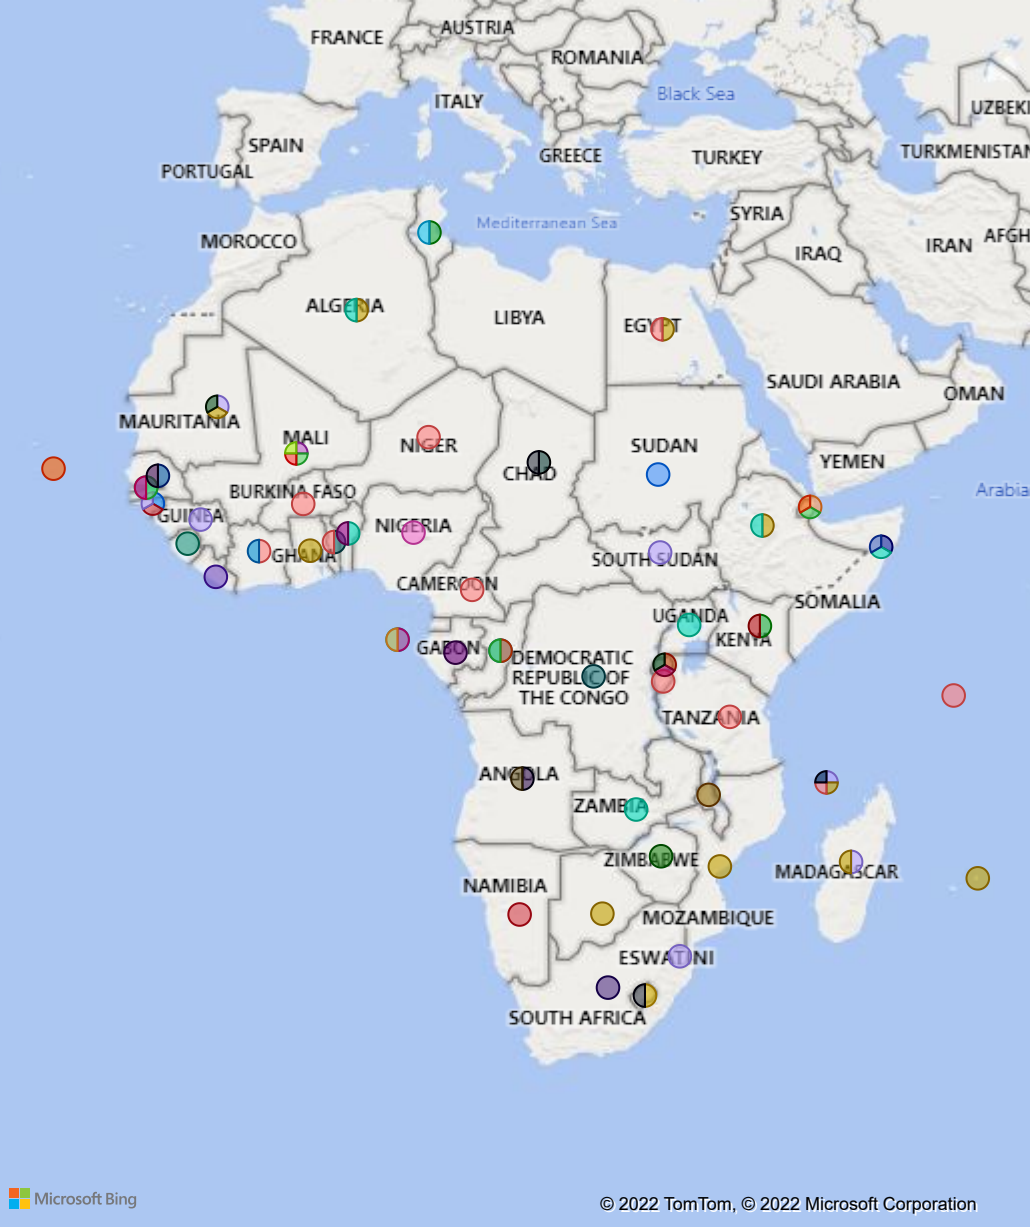 FRANCE
AUSTRIA
ROMANIA
Black Sea
ITALY
UZBEKI
SPAIN
PORTUGAL
GREECE
TURKEY
TURKMENISTAN
SYRIA
Mediterranean Sea
MOROCCO
IRAQ
IRAN
AFGH
ALGERIA
LIBYA
EGYPT
SAUDI ARABIA
OMAN
MAURITANIA
MALI
NIGER
CHAD
SUDAN
YEMEN
Arabia
BURKINA FASO
GUINEA
NIGERIA
GHANA
SOUTH SUDAN
CAMEROON
SOMALIA
UGANDA
KENYA
GABON
DEMOCRATIC
REPUBLIC OF
THE CONGO
TANZANIA
ANGOLA
ZAMBIA
ZIMBABWE
MADAGASCAR
NAMIBIA
MOZAMBIQUE
ESWATINI
SOUTH AFRICA
Microsoft Bing
© 2022 TomTom, © 2022 Microsoft Corporation